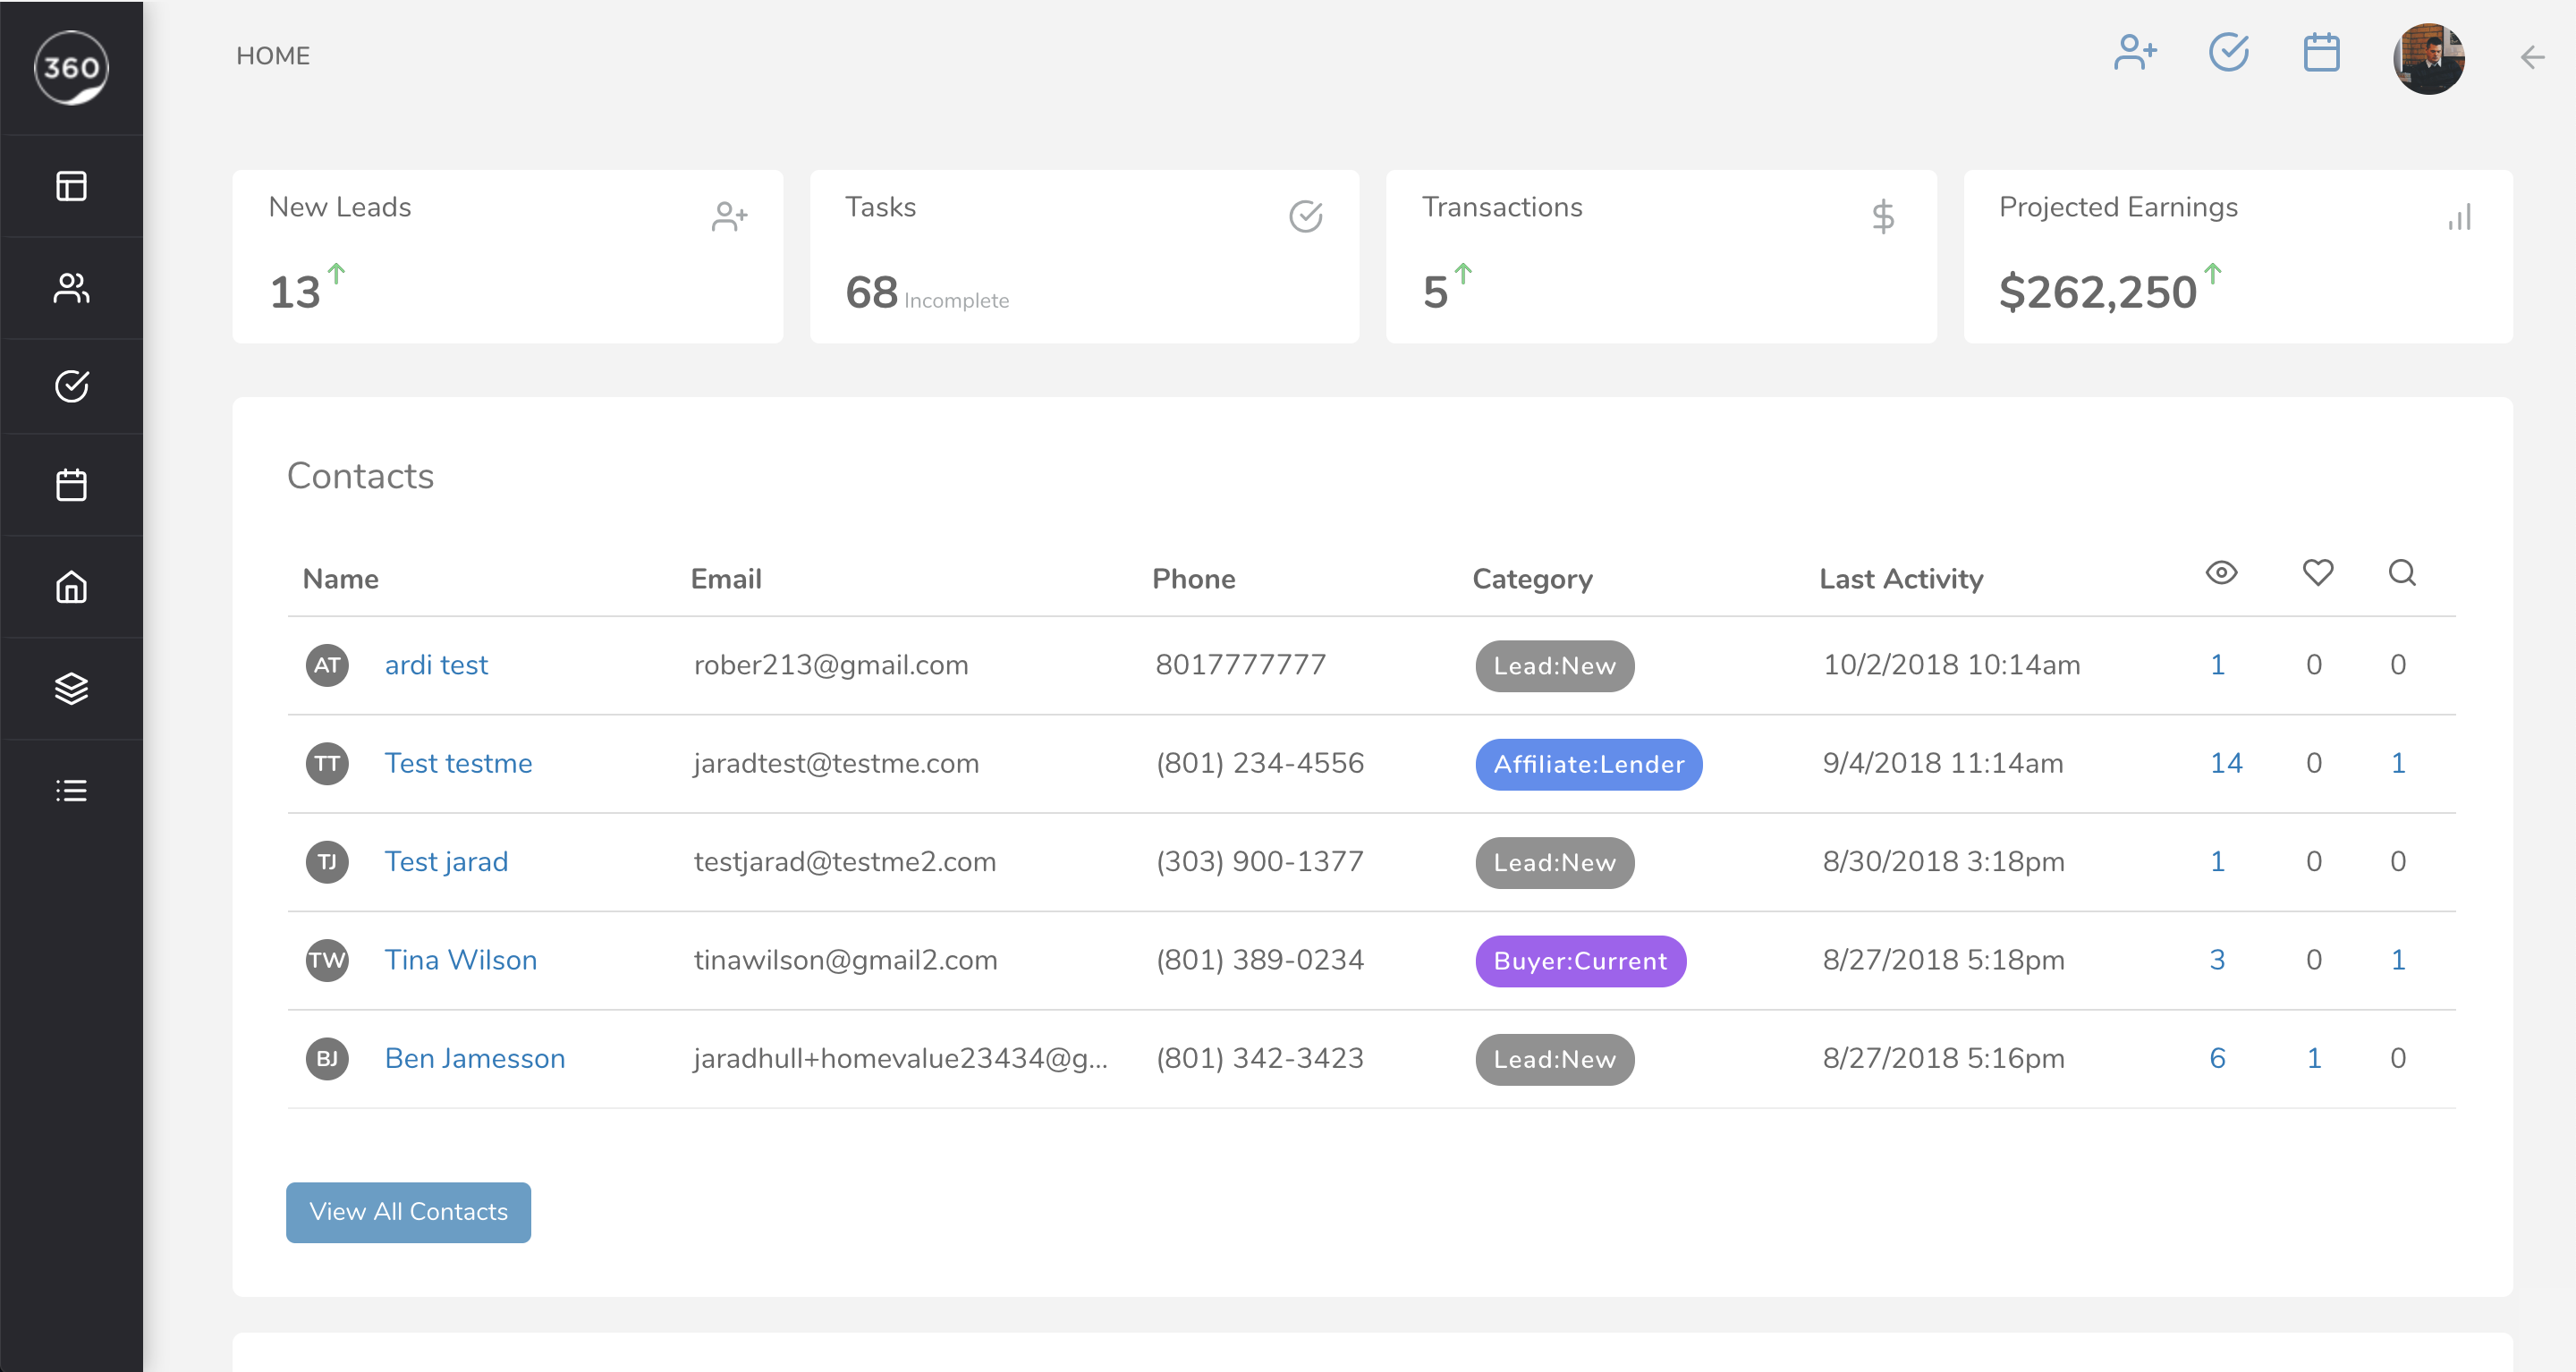 360
HOME
New Leads
13
Tasks
68 Incomplete
Transactions
5
Projected Earnings
$262,250
Contacts
Name Email Phone Category Last Activity
AT ardi test rober213@gmail.com 8017777777 Lead:New 10/2/2018 10:14am 1 0 0
TT Test testme jaradtest@testme.com (801) 234-4556 Affiliate:Lender 9/4/2018 11:14am 14 0 1
TJ Test jarad testjarad@testme2.com (303) 900-1377 Lead:New 8/30/2018 3:18pm 1 0 0
TW Tina Wilson tinawilson@gmail2.com (801) 389-0234 Buyer:Current 8/27/2018 5:18pm 3 0 1
BJ Ben Jamesson jaradhull+homevalue23434@g... (801) 342-3423 Lead:New 8/27/2018 5:16pm 6 1 0
View All Contacts